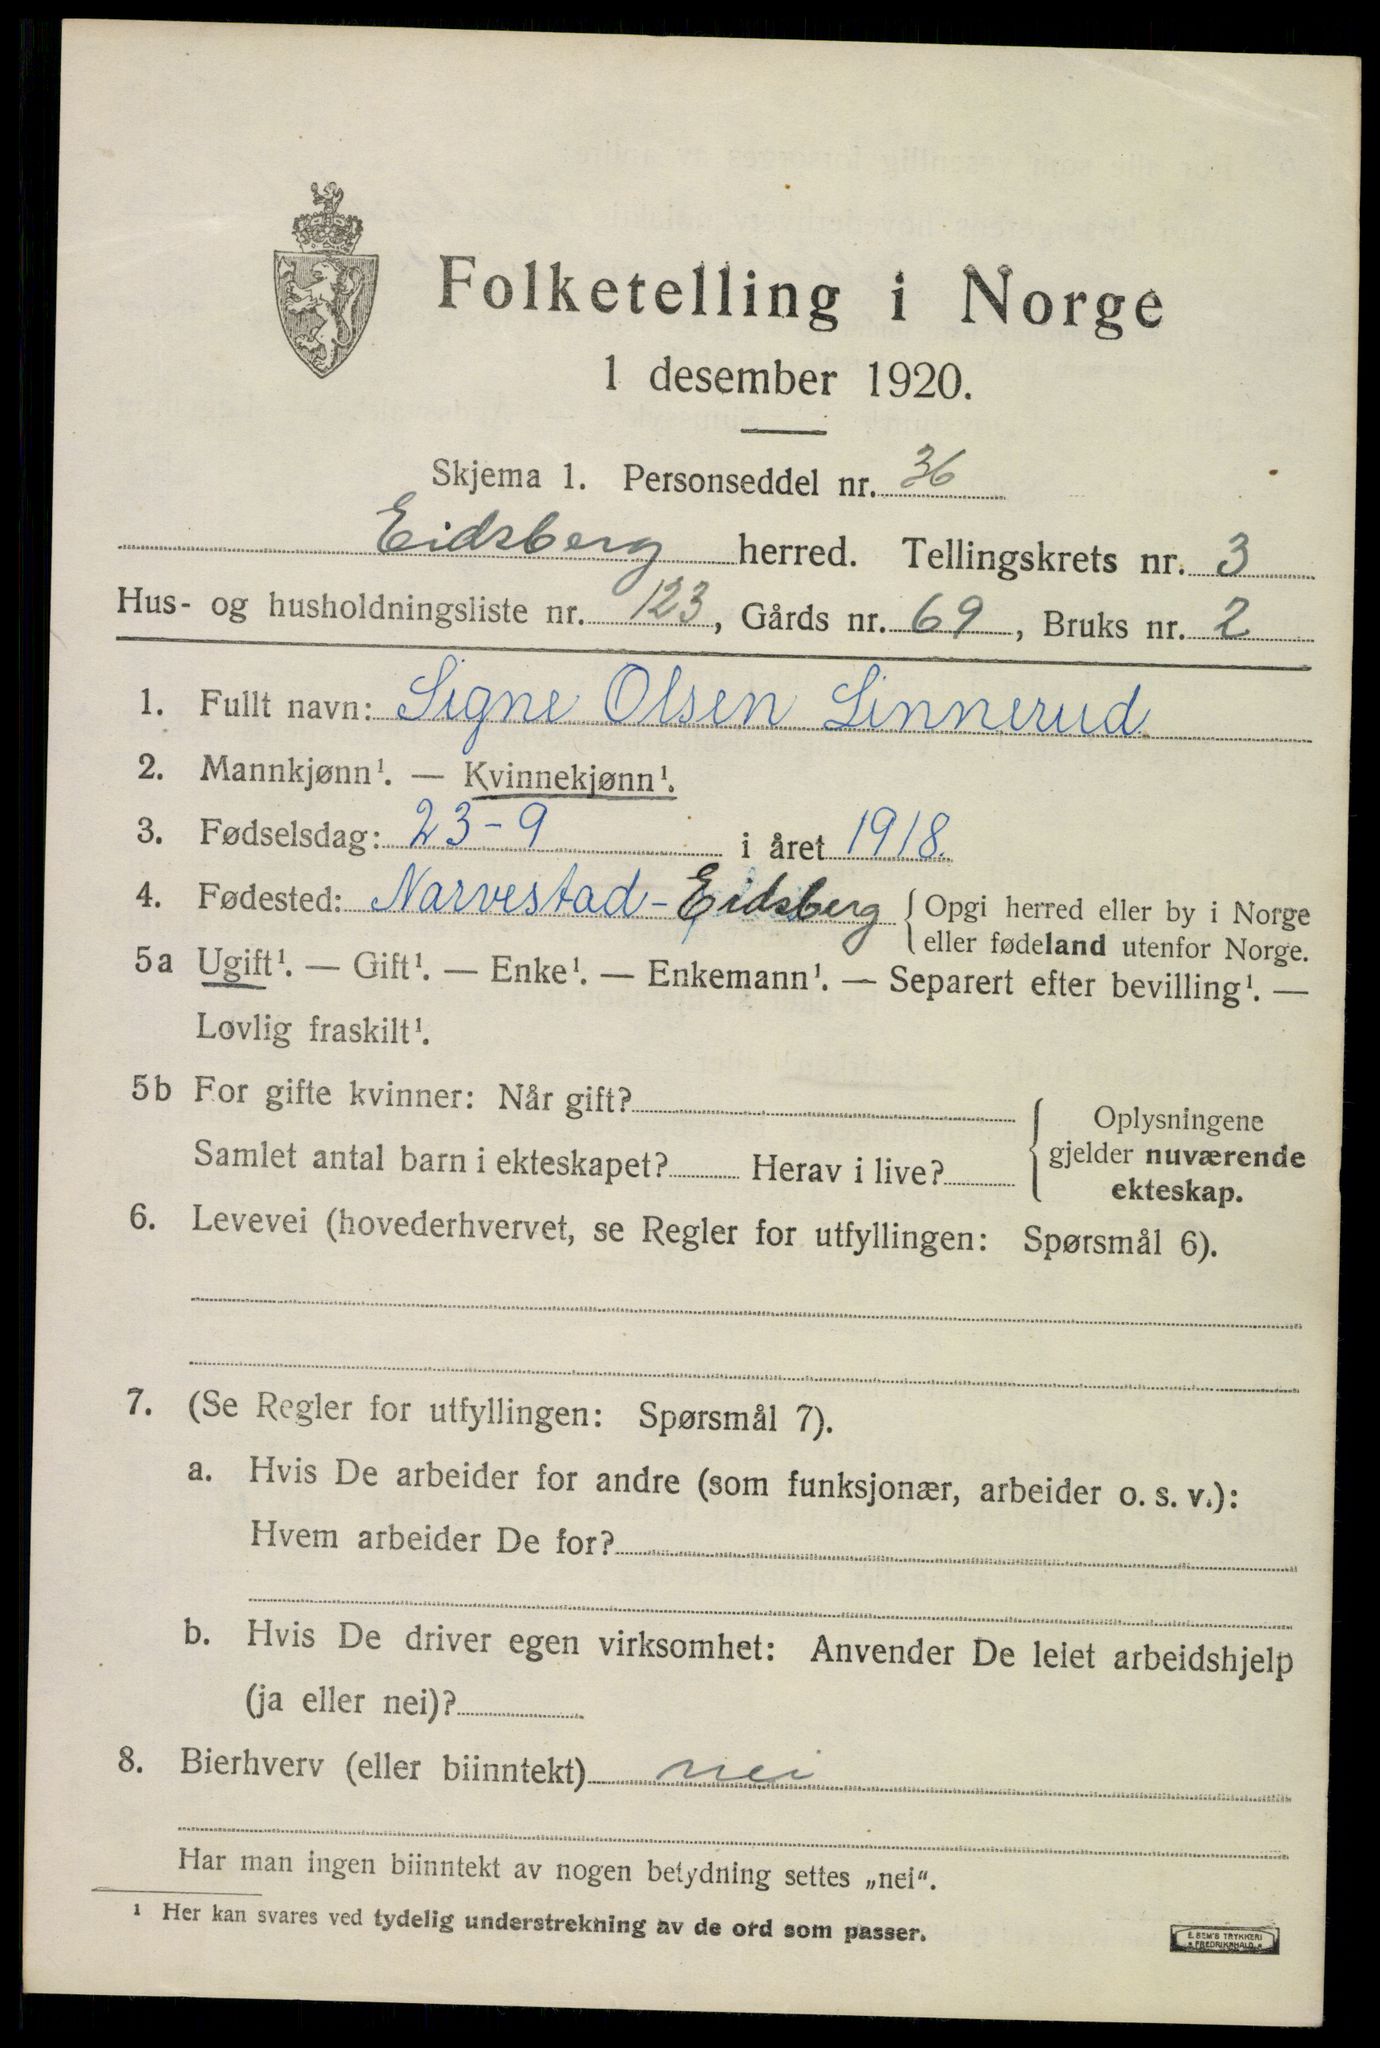 Folketelling i Norge
1 desember 1920.
Skjema 1. Personseddel nr. 36
Eidsberg herred. Tellingskrets nr. 3
Hus- og husholdningsliste nr. 123, Gårds nr. 69, Bruks nr. 2
1. Fullt navn: Signe Olsen Linnerud
2. Mannkjønn¹. — Kvinnekjønn¹.
3. Fødselsdag: 23-9 i året 1918.
4. Fødested: Narvestad - Eidsberg { Opgi herred eller by i Norge
eller fødeland utenfor Norge.
5a Ugift¹. — Gift¹. — Enke¹. — Enkemann¹. — Separert efter bevilling¹. —
Lovlig fraskilt¹.
5b For gifte kvinner: Når gift? { Oplysningene
gjelder nuværende
ekteskap.
Samlet antal barn i ekteskapet? Herav i live?
6. Levevei (hovederhvervet, se Regler for utfyllingen: Spørsmål 6).
7. (Se Regler for utfyllingen: Spørsmål 7).
a. Hvis De arbeider for andre (som funksjonær, arbeider o. s. v.):
Hvem arbeider De for?
b. Hvis De driver egen virksomhet: Anvender De leiet arbeidshjelp
(ja eller nei)?
8. Bierhverv (eller biinntekt) nei
Har man ingen biinntekt av nogen betydning settes „nei“.
¹ Her kan svares ved tydelig understrekning av de ord som passer.
E. SEM'S TRYKKERI
FREDRIKSHALD